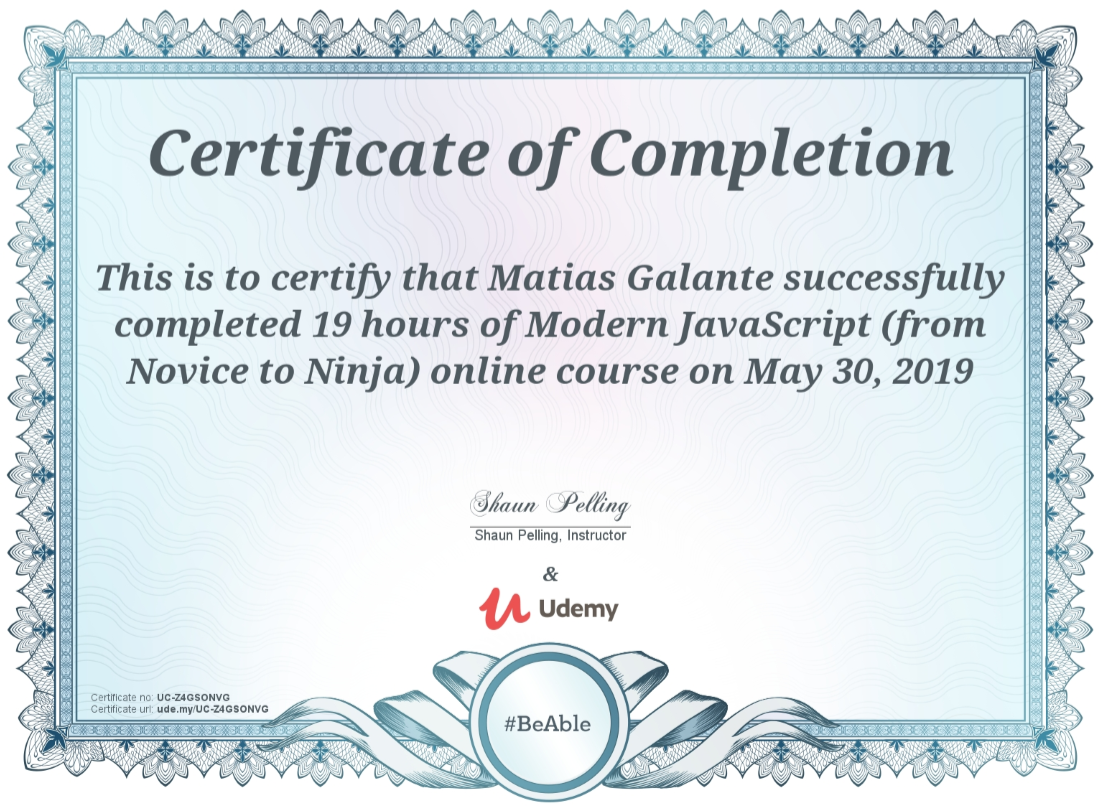 Certificate of Completion
This is to certify that Matias Galante successfully
completed 19 hours of Modern JavaScript (from
Novice to Ninja) online course on May 30, 2019
Shaun Pelling
Shaun Pelling, Instructor
&
Udemy
Certificate no: UC-Z4GSONVG
Certificate url: ude.my/UC-Z4GSONVG
#BeAble